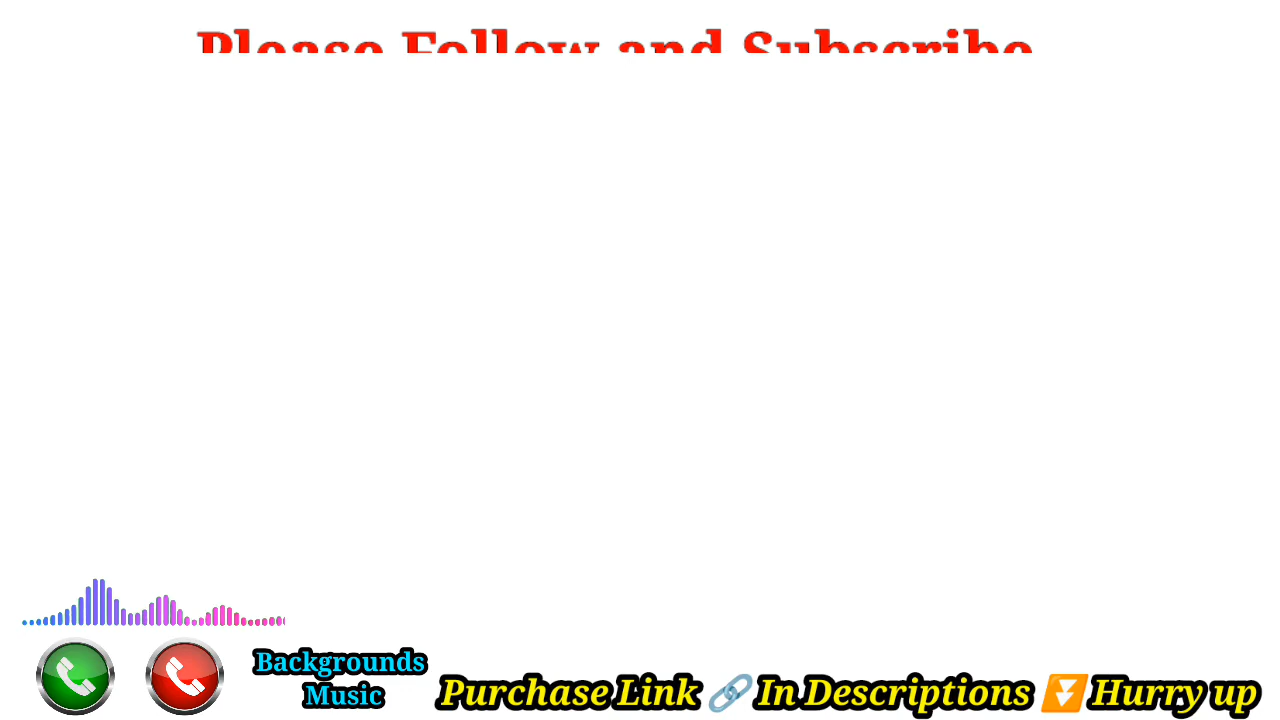 Please Follow and Subscribe
Backgrounds
Music
Purchase Link 🔗 In Descriptions ⏬ Hurry up